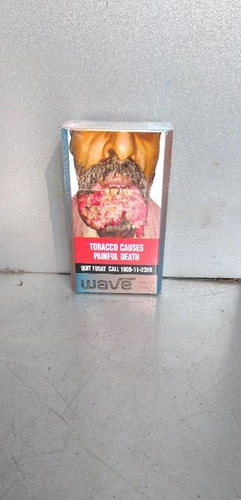 TOBACCO CAUSES
PAINFUL DEATH
QUIT TODAY CALL 1800-11-2356
wave